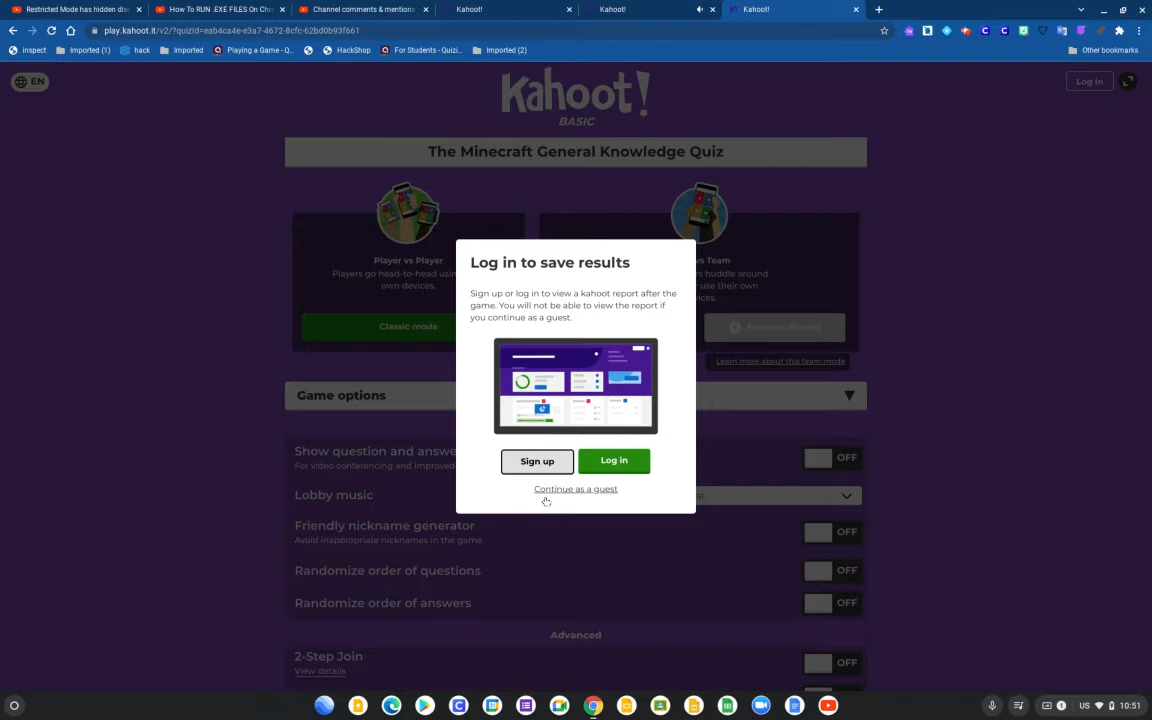 Restricted Mode has hidden dis
How To RUN .EXE FILES On Chr
Channel comments & mentions
Kahoot!
Kahoot!
Kahoot!
play.kahoot.it/v2/?quizId=eab4ca4e-e3a7-4672-8cfc-62bd0b93f661
inspect
Imported (1)
hack
Imported
Playing a Game - Q...
HackShop
For Students - Quizi...
Imported (2)
Other bookmarks
EN
Kahoot!
BASIC
Log in
The Minecraft General Knowledge Quiz
Player vs Player
Players go head-to-head usin
own devices.
Classic mode
vs Team
s huddle around
use their own
ces.
Learn more about this team mode
Game options
Log in to save results
Sign up or log in to view a kahoot report after the
game. You will not be able to view the report if
you continue as a guest.
Sign up
Log in
Continue as a guest
Show question and answe
For video conferencing and improved
OFF
Lobby music
al
Friendly nickname generator
Avoid inappropriate nicknames in the game
OFF
Randomize order of questions
OFF
Randomize order of answers
OFF
Advanced
2-Step Join
View details
OFF
US
10:51